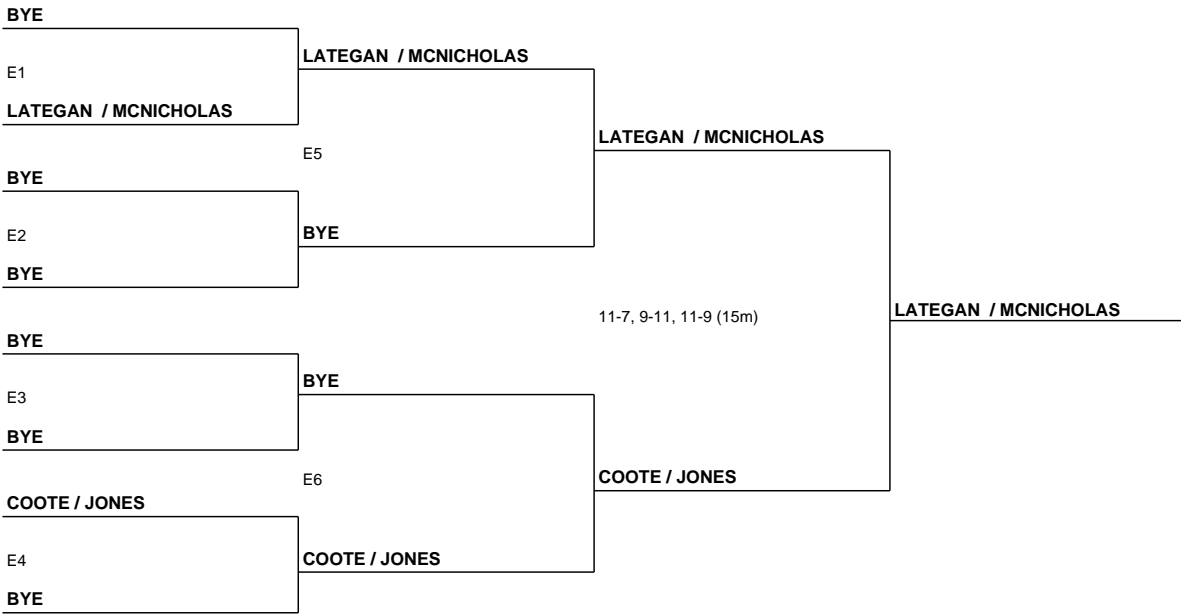 BYE
LATEGAN / MCNICHOLAS
E1
LATEGAN / MCNICHOLAS
LATEGAN / MCNICHOLAS
E5
BYE
E2
BYE
BYE
LATEGAN / MCNICHOLAS
11-7, 9-11, 11-9 (15m)
BYE
BYE
E3
BYE
COOTE / JONES
E6
COOTE / JONES
E4
COOTE / JONES
BYE